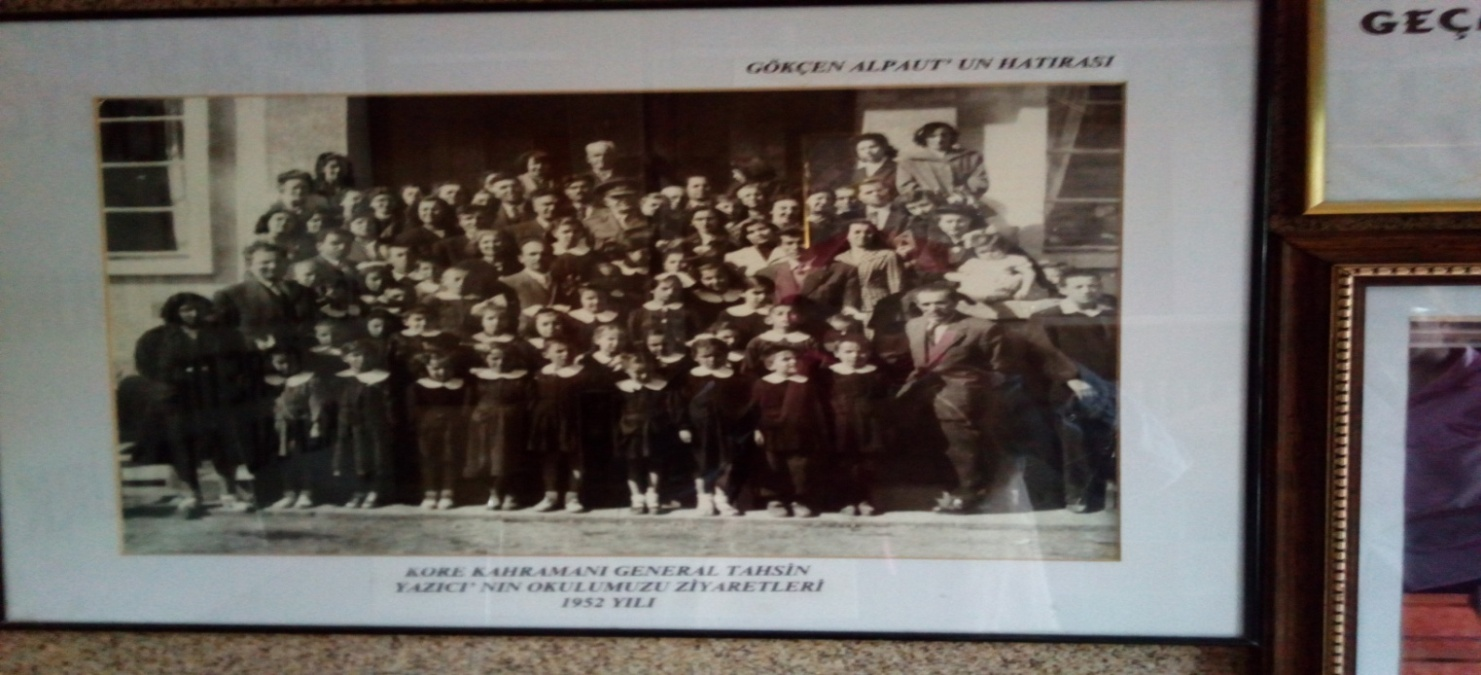 GÖKÇEN ALPAUT' UN HATIRASI
KORE KAHRAMANI GENERAL TAHSİN
YAZICI' NIN OKULUMUZU ZİYARETLERİ
1952 YILI